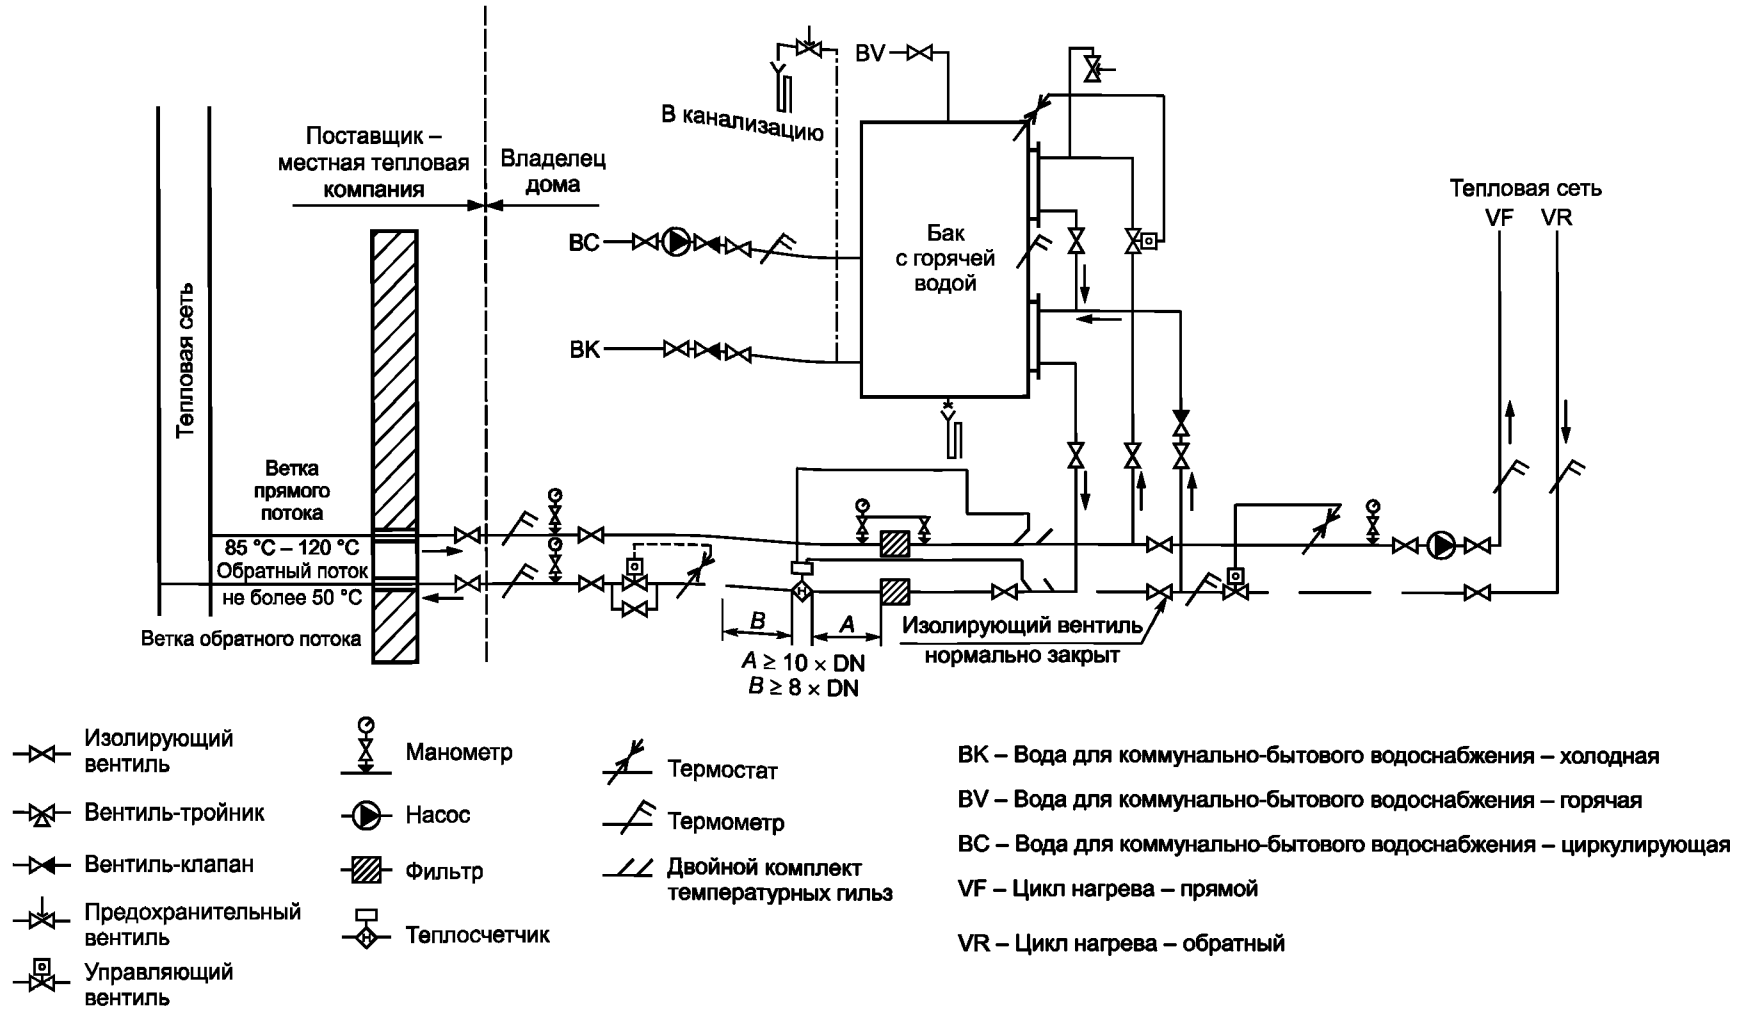 BV
В канализацию
Поставщик –
местная тепловая
компания
Владелец
дома
Тепловая сеть
VF VR
BC
Бак
с горячей
водой
BK
Тепловая сеть
Ветка
прямого
потока
85 °C – 120 °C
Обратный поток
не более 50 °C
Ветка обратного потока
B
A
A ≥ 10 × DN
B ≥ 8 × DN
Изолирующий вентиль
нормально закрыт
Изолирующий
вентиль
Вентиль-тройник
Вентиль-клапан
Предохранительный
вентиль
Управляющий
вентиль
Манометр
Насос
Фильтр
H
Теплосчетчик
Термостат
Термометр
Двойной комплект
температурных гильз
BK – Вода для коммунально-бытового водоснабжения – холодная
BV – Вода для коммунально-бытового водоснабжения – горячая
BC – Вода для коммунально-бытового водоснабжения – циркулирующая
VF – Цикл нагрева – прямой
VR – Цикл нагрева – обратный